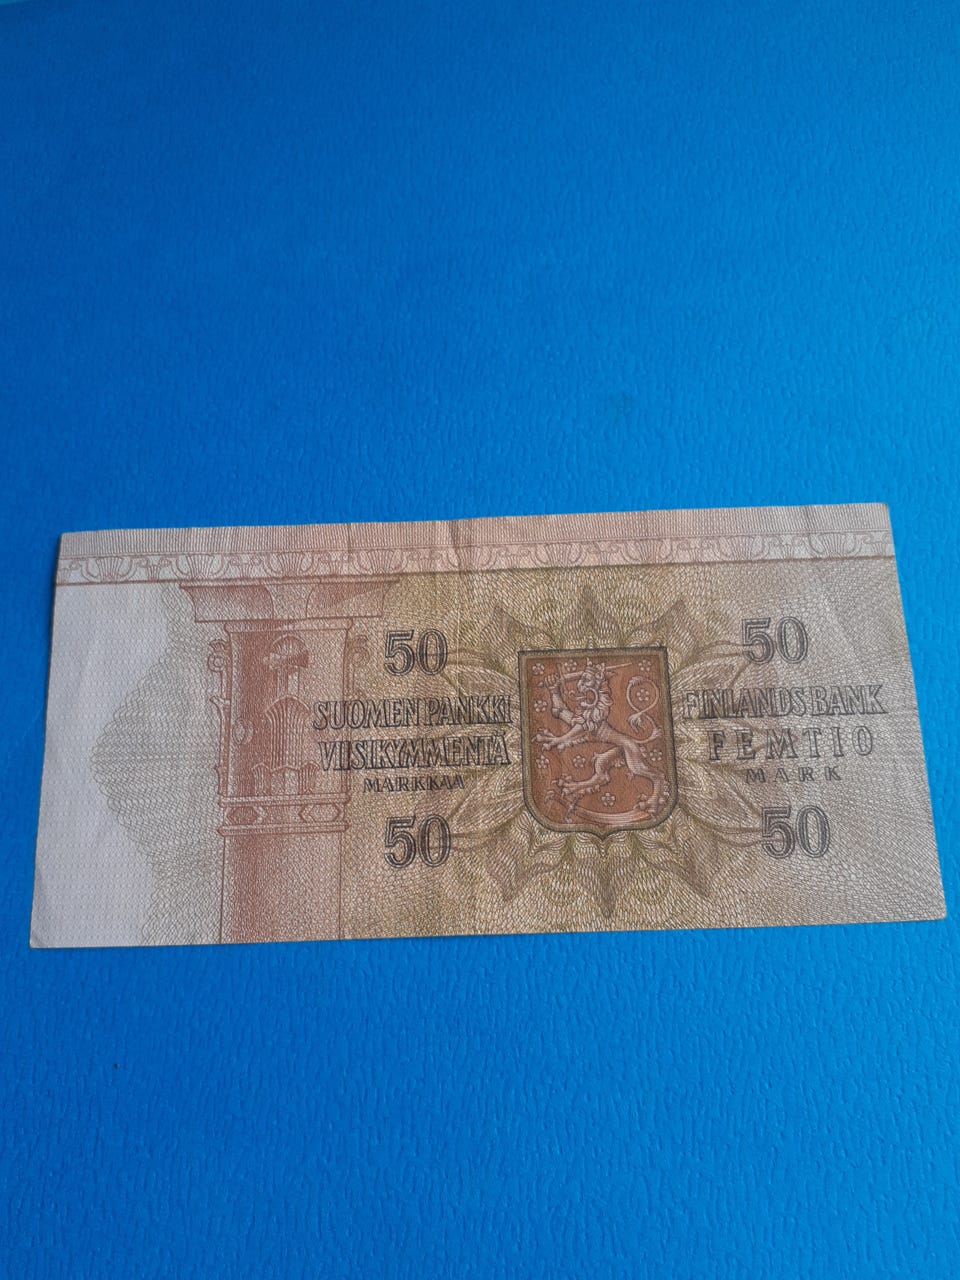 50
SUOMEN PANKKI
VIISIKYMMENTÄ
MARKKAA
50
50
FINLANDS BANK
FEMTIO
MARK
50